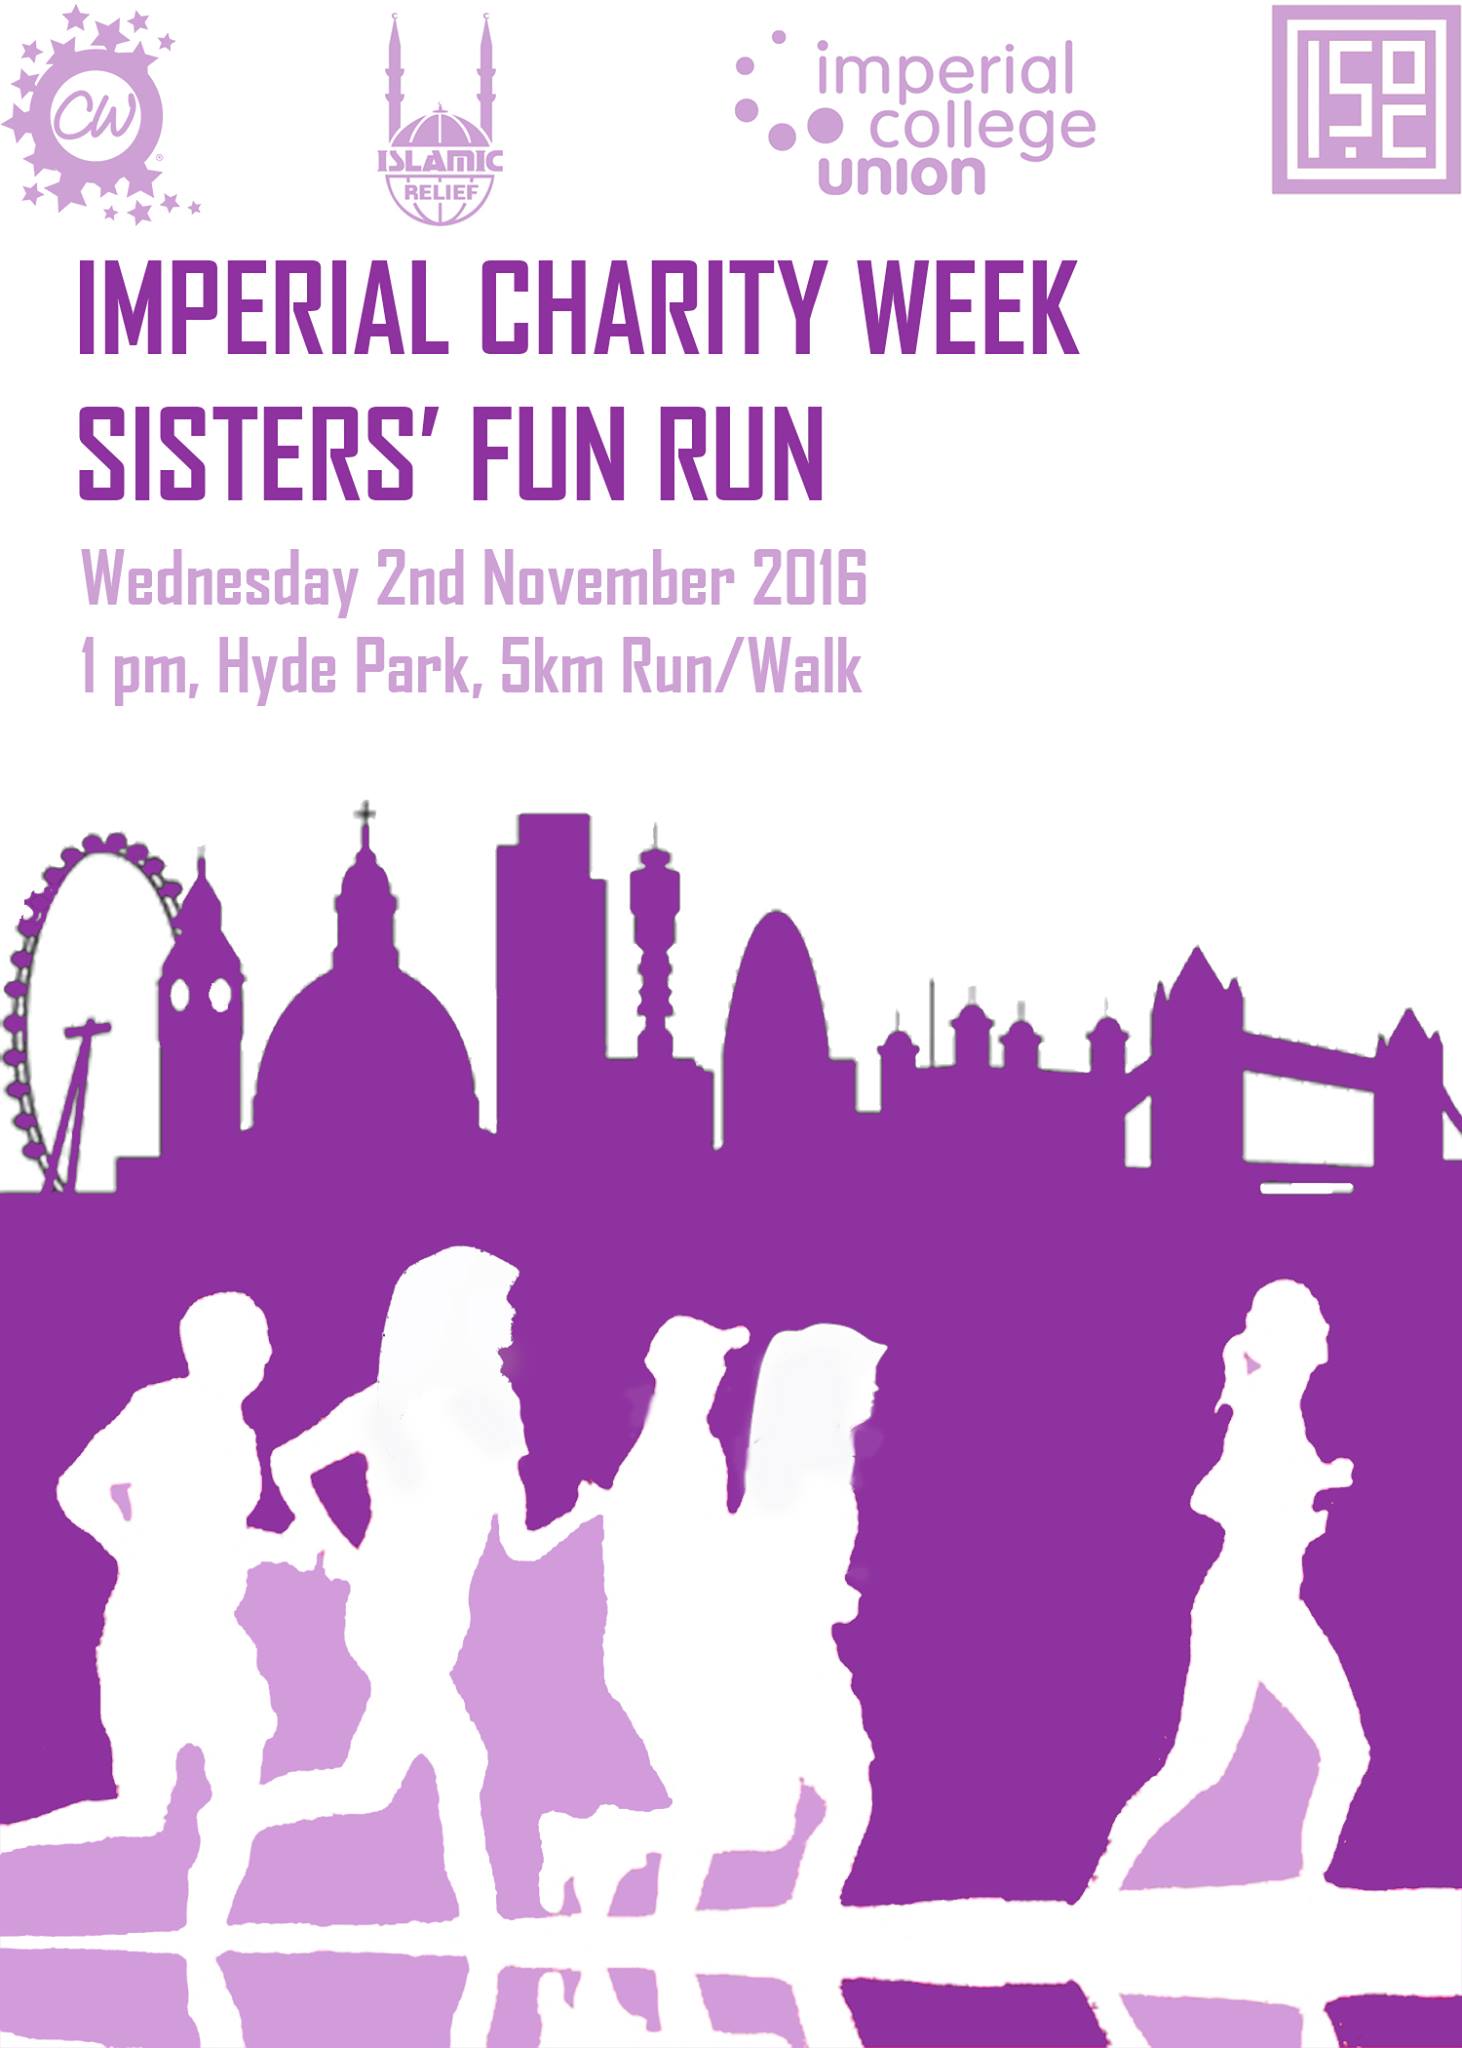 CW
ISLAMIC
RELIEF
imperial
college
union
ISOC
IMPERIAL CHARITY WEEK
SISTERS' FUN RUN
Wednesday 2nd November 2016
1 pm, Hyde Park, 5km Run/Walk